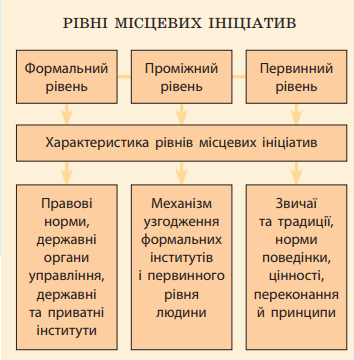 РІВНІ МІСЦЕВИХ ІНІЦІАТИВ
Формальний
рівень
Проміжний
рівень
Первинний
рівень
Характеристика рівнів місцевих ініціатив
Правові
норми,
державні
органи
управління,
державні
та приватні
інститути
Механізм
узгодження
формальних
інститутів
і первинного
рівня
людини
Звичаї
та традиції,
норми
поведінки,
цінності,
переконання
й принципи